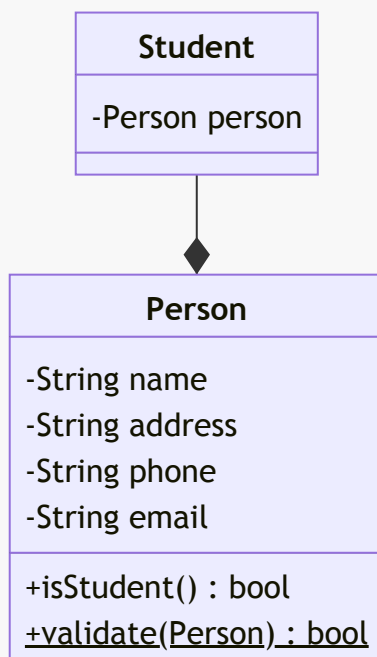 Student
-Person person
Person
-String name
-String address
-String phone
-String email
+isStudent() : bool
+validate(Person) : bool